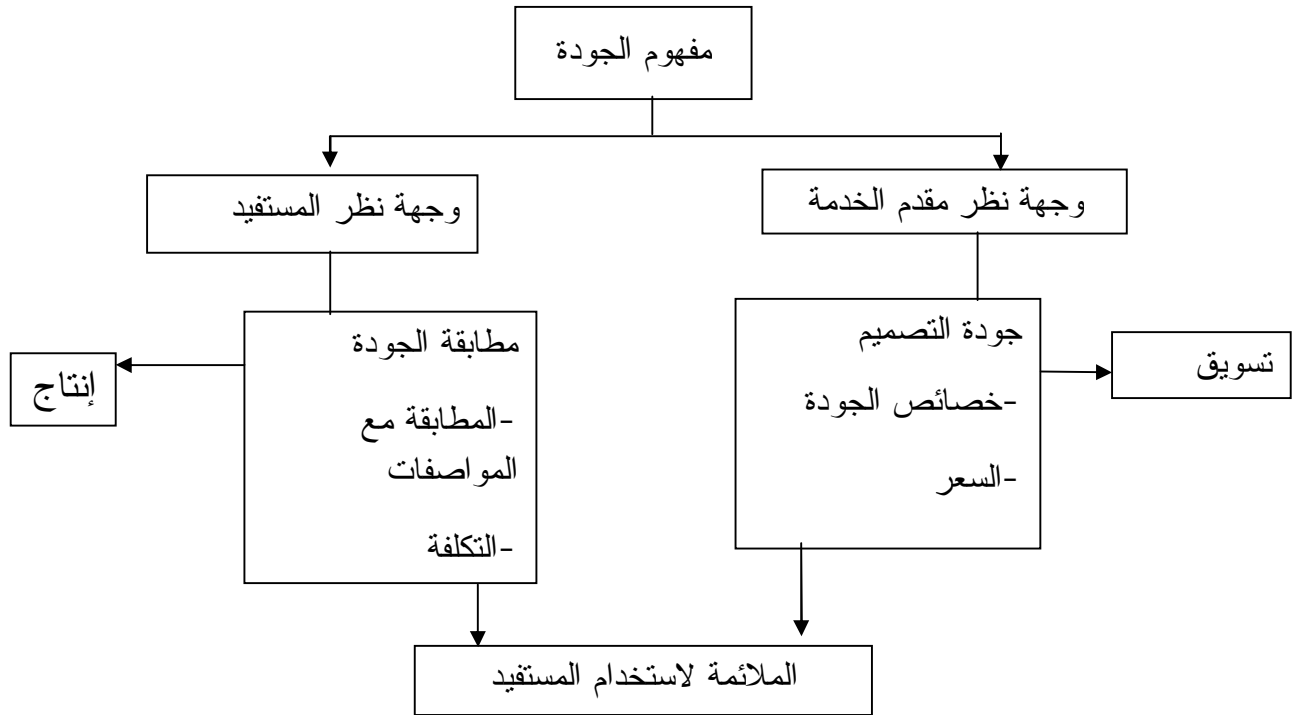 مفهوم الجودة
وجهة نظر مقدم الخدمة
وجهة نظر المستفيد
جودة التصميم
-خصائص الجودة
-السعر
تسويق
مطابقة الجودة
-المطابقة مع
المواصفات
-التكلفة
إنتاج
الملائمة لاستخدام المستفيد